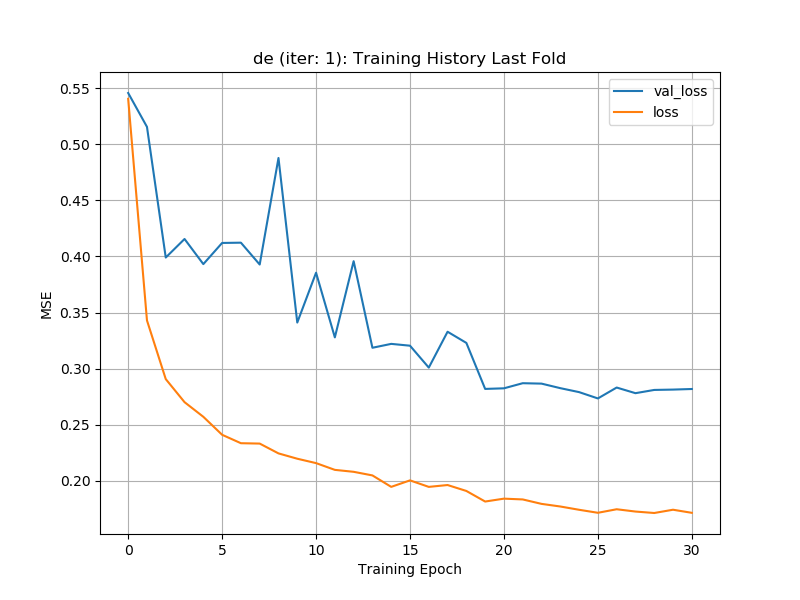 de (iter: 1): Training History Last Fold
val_loss
loss
MSE
0.55
0.50
0.45
0.40
0.35
0.30
0.25
0.20
0 5 10 15 20 25 30
Training Epoch